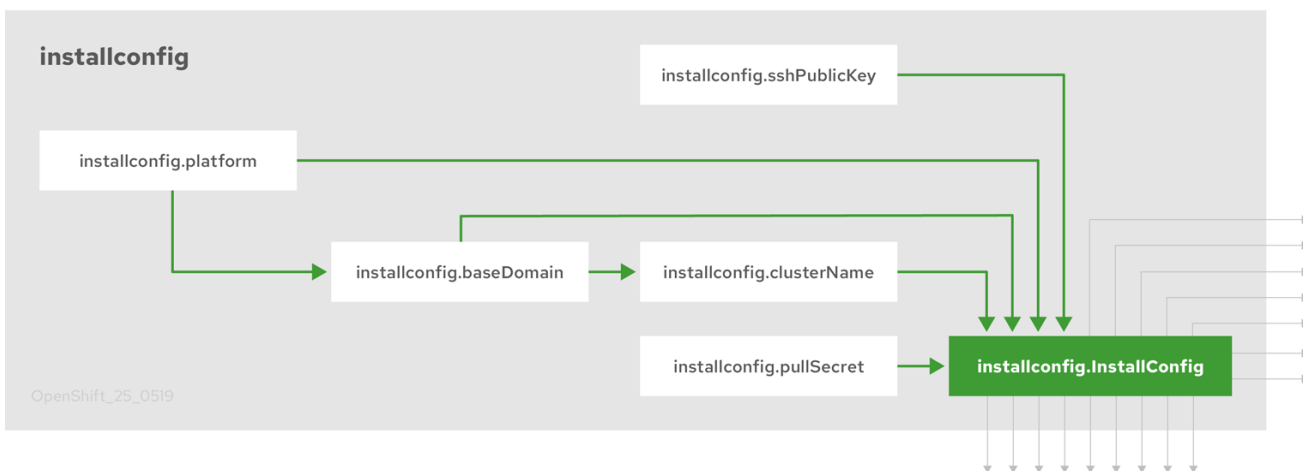 installconfig
installconfig.sshPublicKey
installconfig.platform
installconfig.baseDomain
installconfig.clusterName
installconfig.pullSecret
installconfig.InstallConfig
OpenShift_25_0519